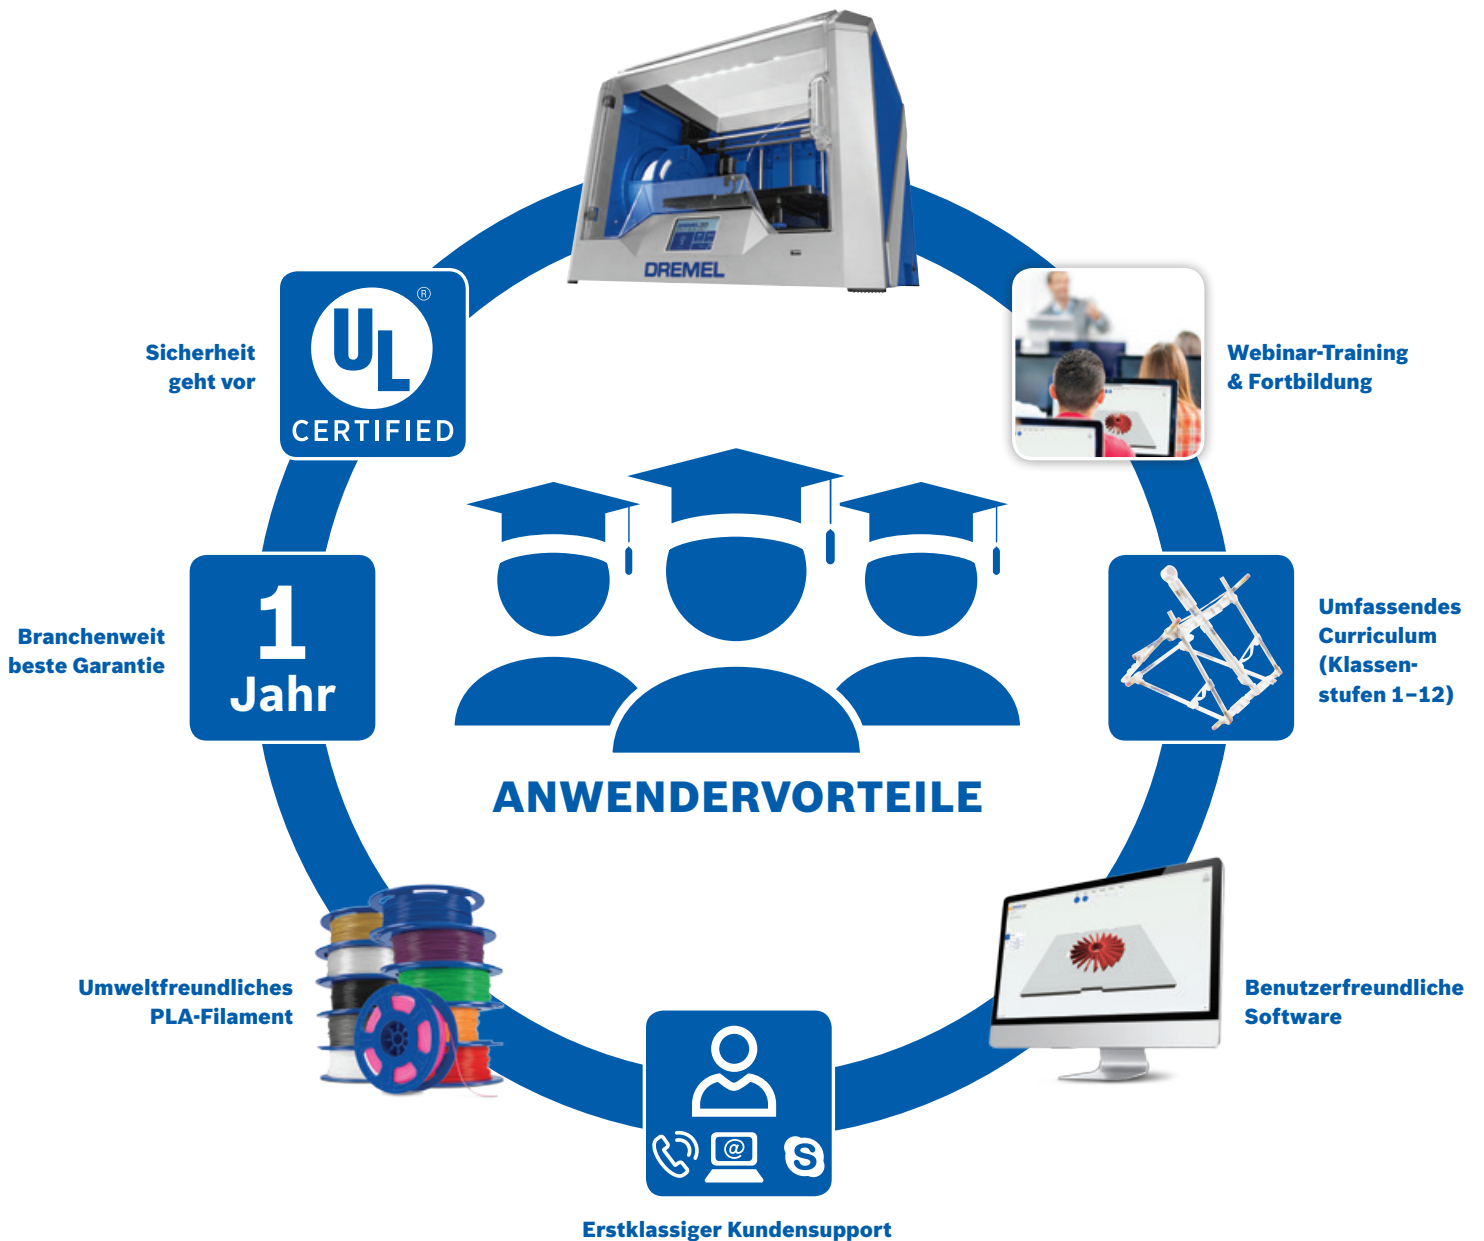 DREMEL
UL
®
CERTIFIED
Sicherheit
geht vor
Webinar-Training
& Fortbildung
1
Jahr
Branchenweit
beste Garantie
Umfassendes
Curriculum
(Klassen-
stufen 1–12)
ANWENDERVORTEILE
Umweltfreundliches
PLA-Filament
Benutzerfreundliche
Software
@
S
Erstklassiger Kundensupport